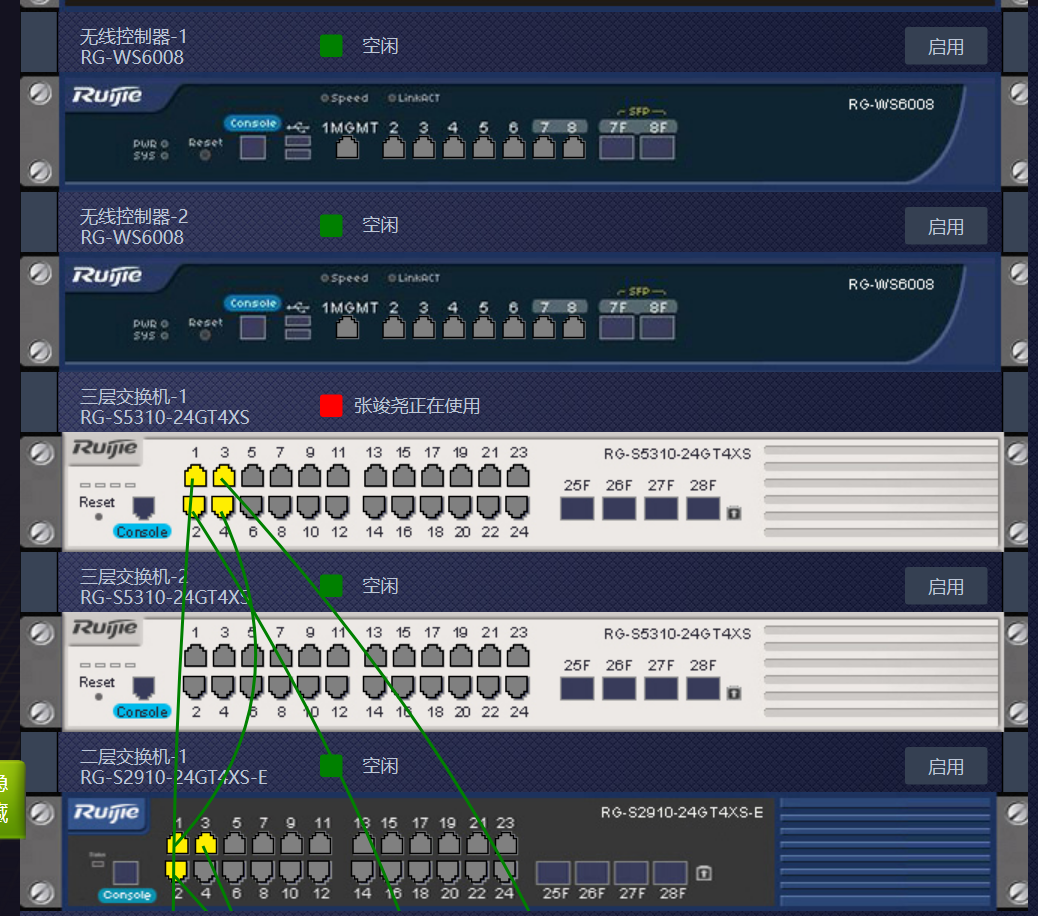 无线控制器-1
RG-WS6008
空闲
启用
Ruijie
Speed LinkACT
RG-WS6008
SFP
Console
1MGMT 2 3 4 5 6 7 8 7F 8F
PWR
SYS
Reset
无线控制器-2
RG-WS6008
空闲
启用
Ruijie
Speed LinkACT
RG-WS6008
SFP
Console
1MGMT 2 3 4 5 6 7 8 7F 8F
PWR
SYS
Reset
三层交换机-1
RG-S5310-24GT4XS
张竣尧正在使用
Ruijie
1 3 5 7 9 11 13 15 17 19 21 23
RG-S5310-24GT4XS
25F 26F 27F 28F
Reset
Console
2 4 6 8 10 12 14 16 18 20 22 24
三层交换机-2
RG-S5310-24GT4XS
空闲
启用
Ruijie
1 3 5 7 9 11 13 15 17 19 21 23
RG-S5310-24GT4XS
25F 26F 27F 28F
Reset
Console
2 4 6 8 10 12 14 16 18 20 22 24
二层交换机-1
RG-S2910-24GT4XS-E
空闲
启用
Ruijie
1 3 5 7 9 11 13 15 17 19 21 23
RG-S2910-24GT4XS-E
Console
2 4 6 8 10 12 14 16 18 20 22 24
25F 26F 27F 28F